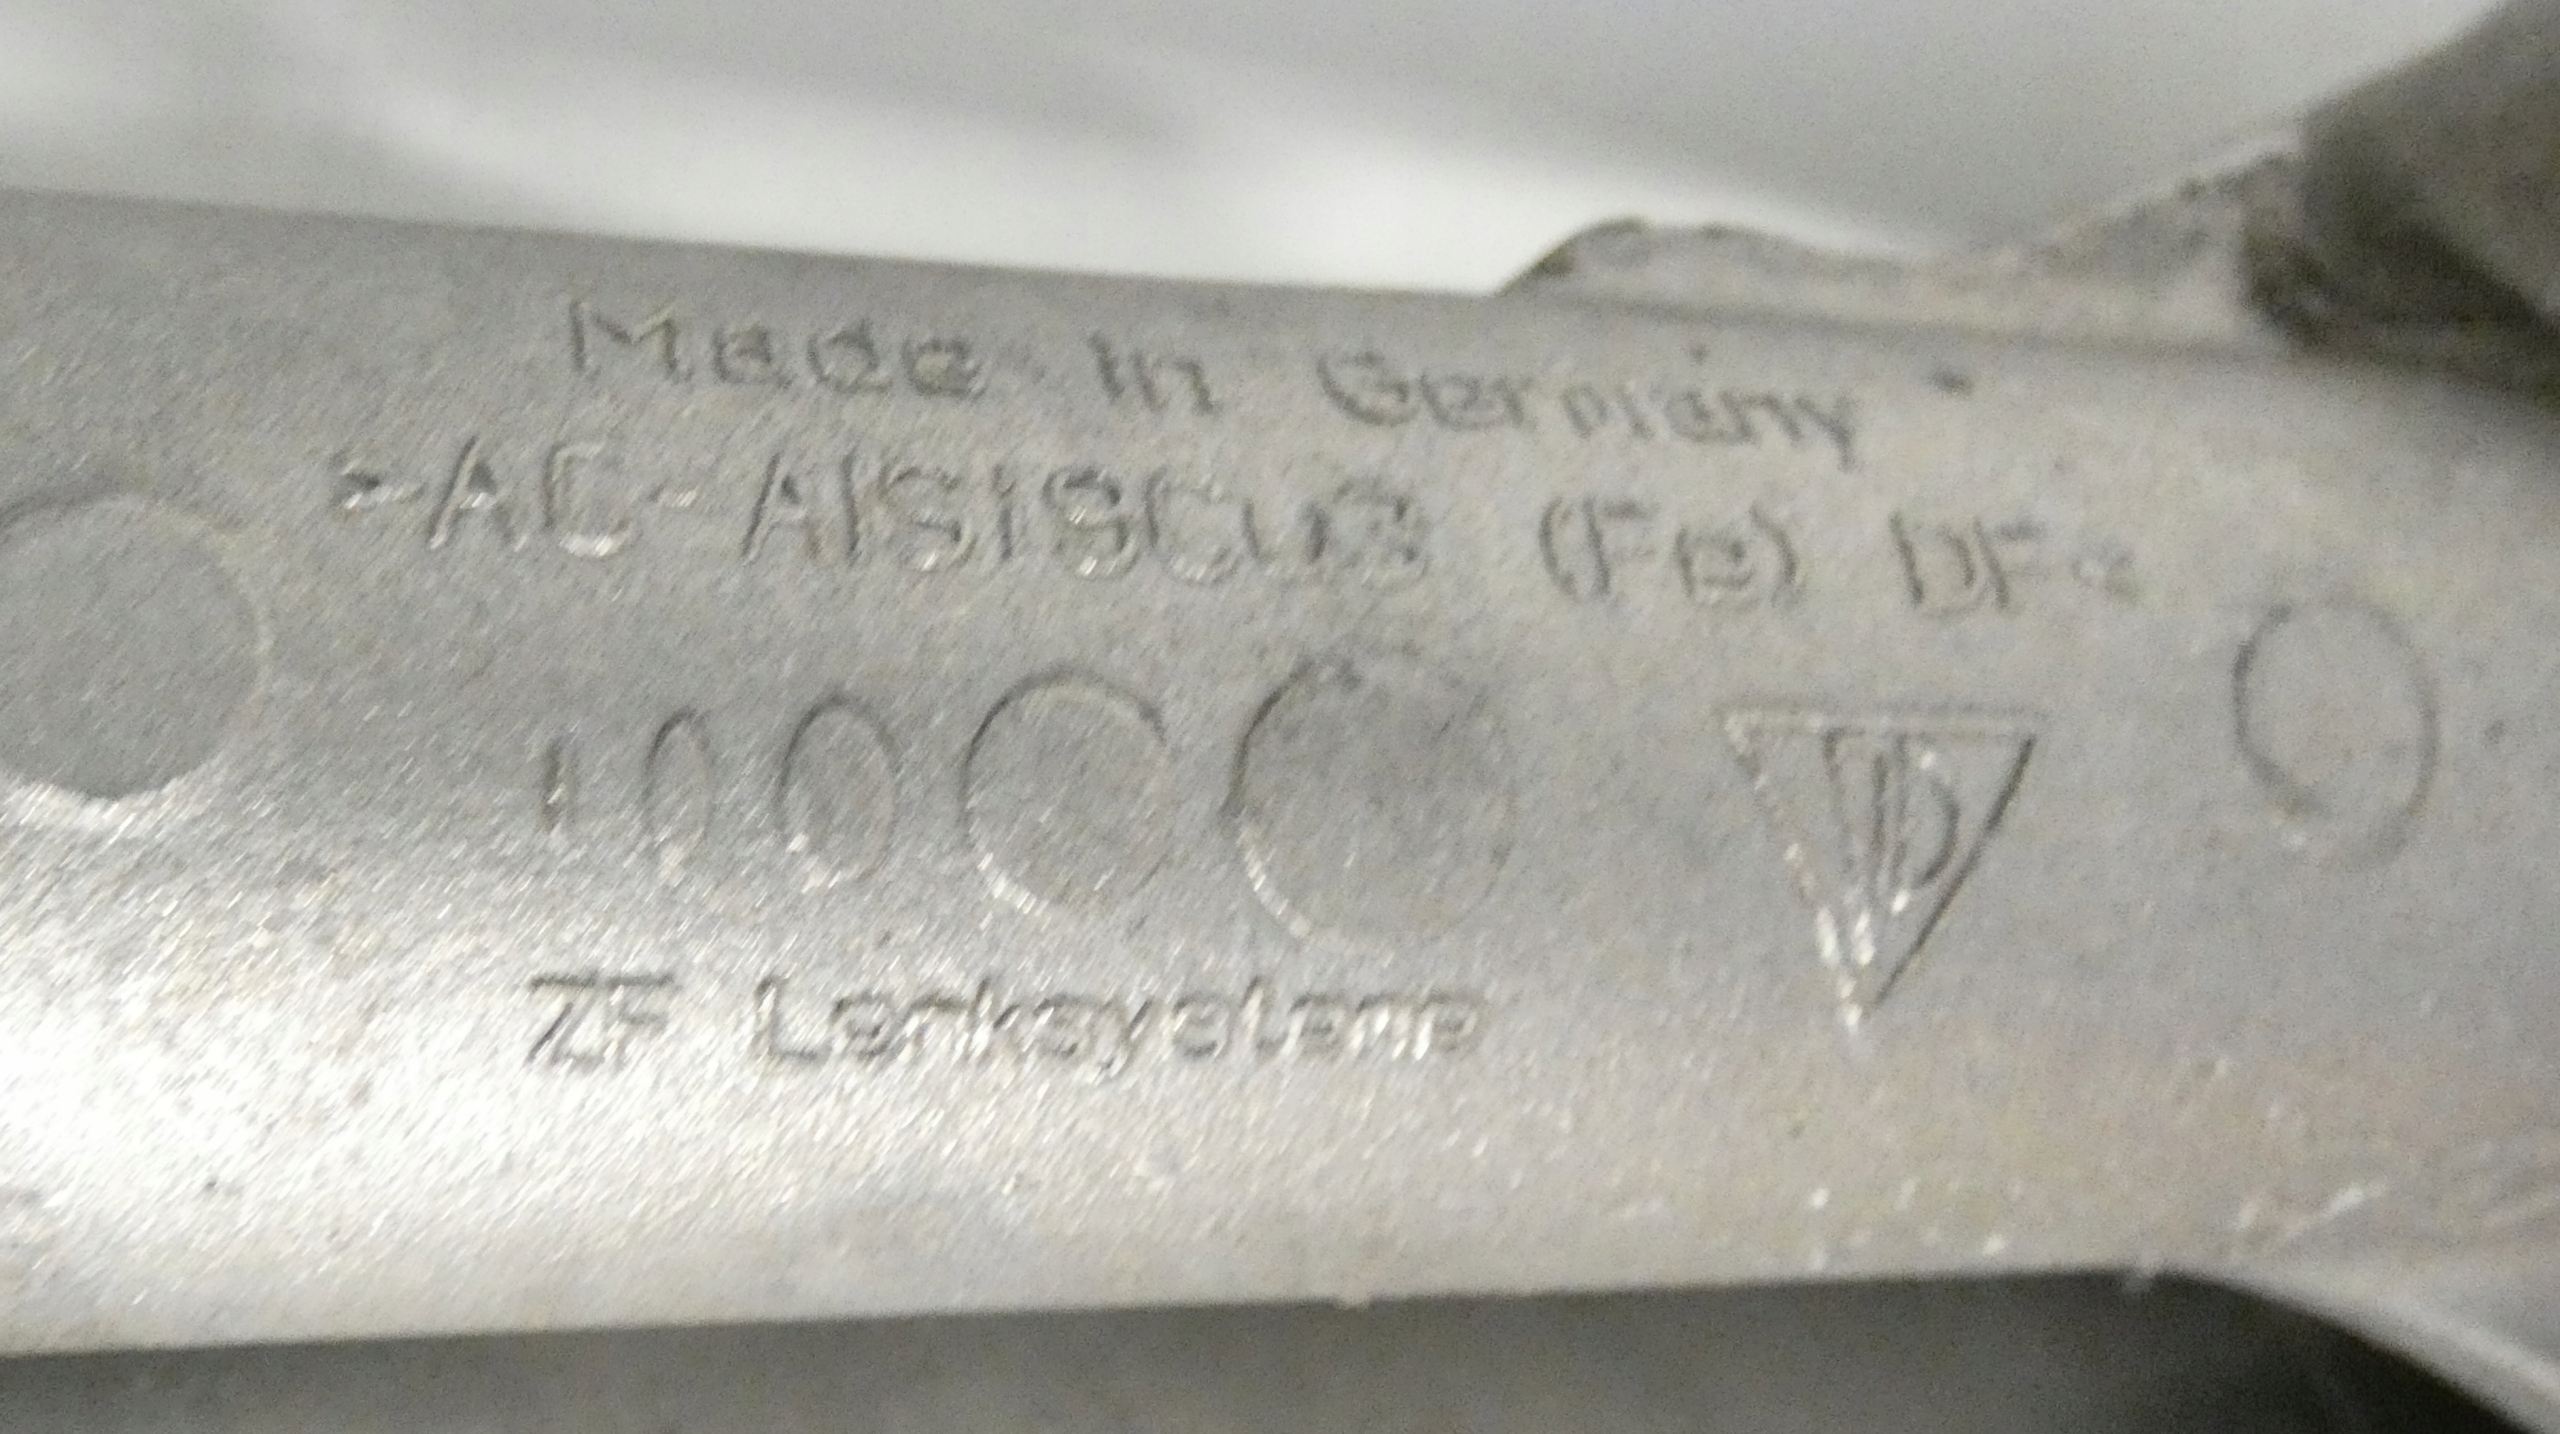 Made in Germany
>AC-AlSi9Cu3 (Fe) DF<
ZF Lenksysteme